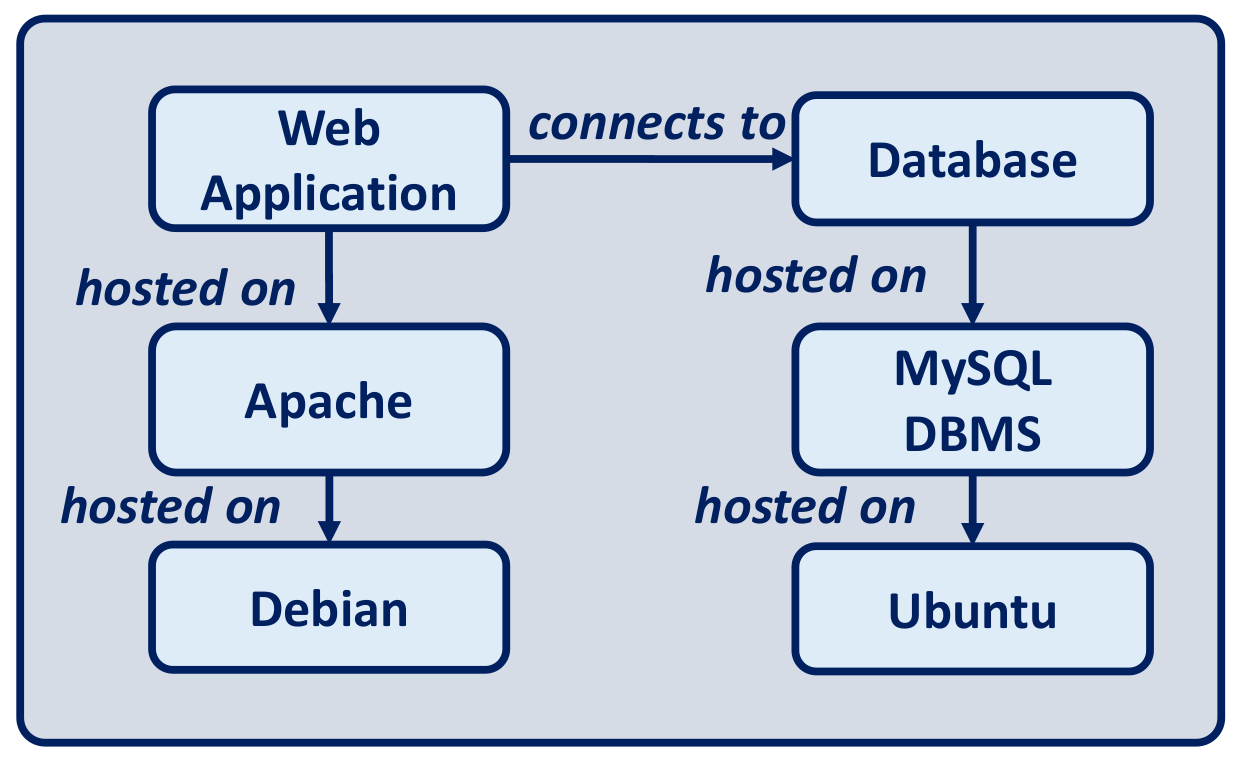 Web
Application
connects to
Database
hosted on
hosted on
Apache
MySQL
DBMS
hosted on
hosted on
Debian
Ubuntu